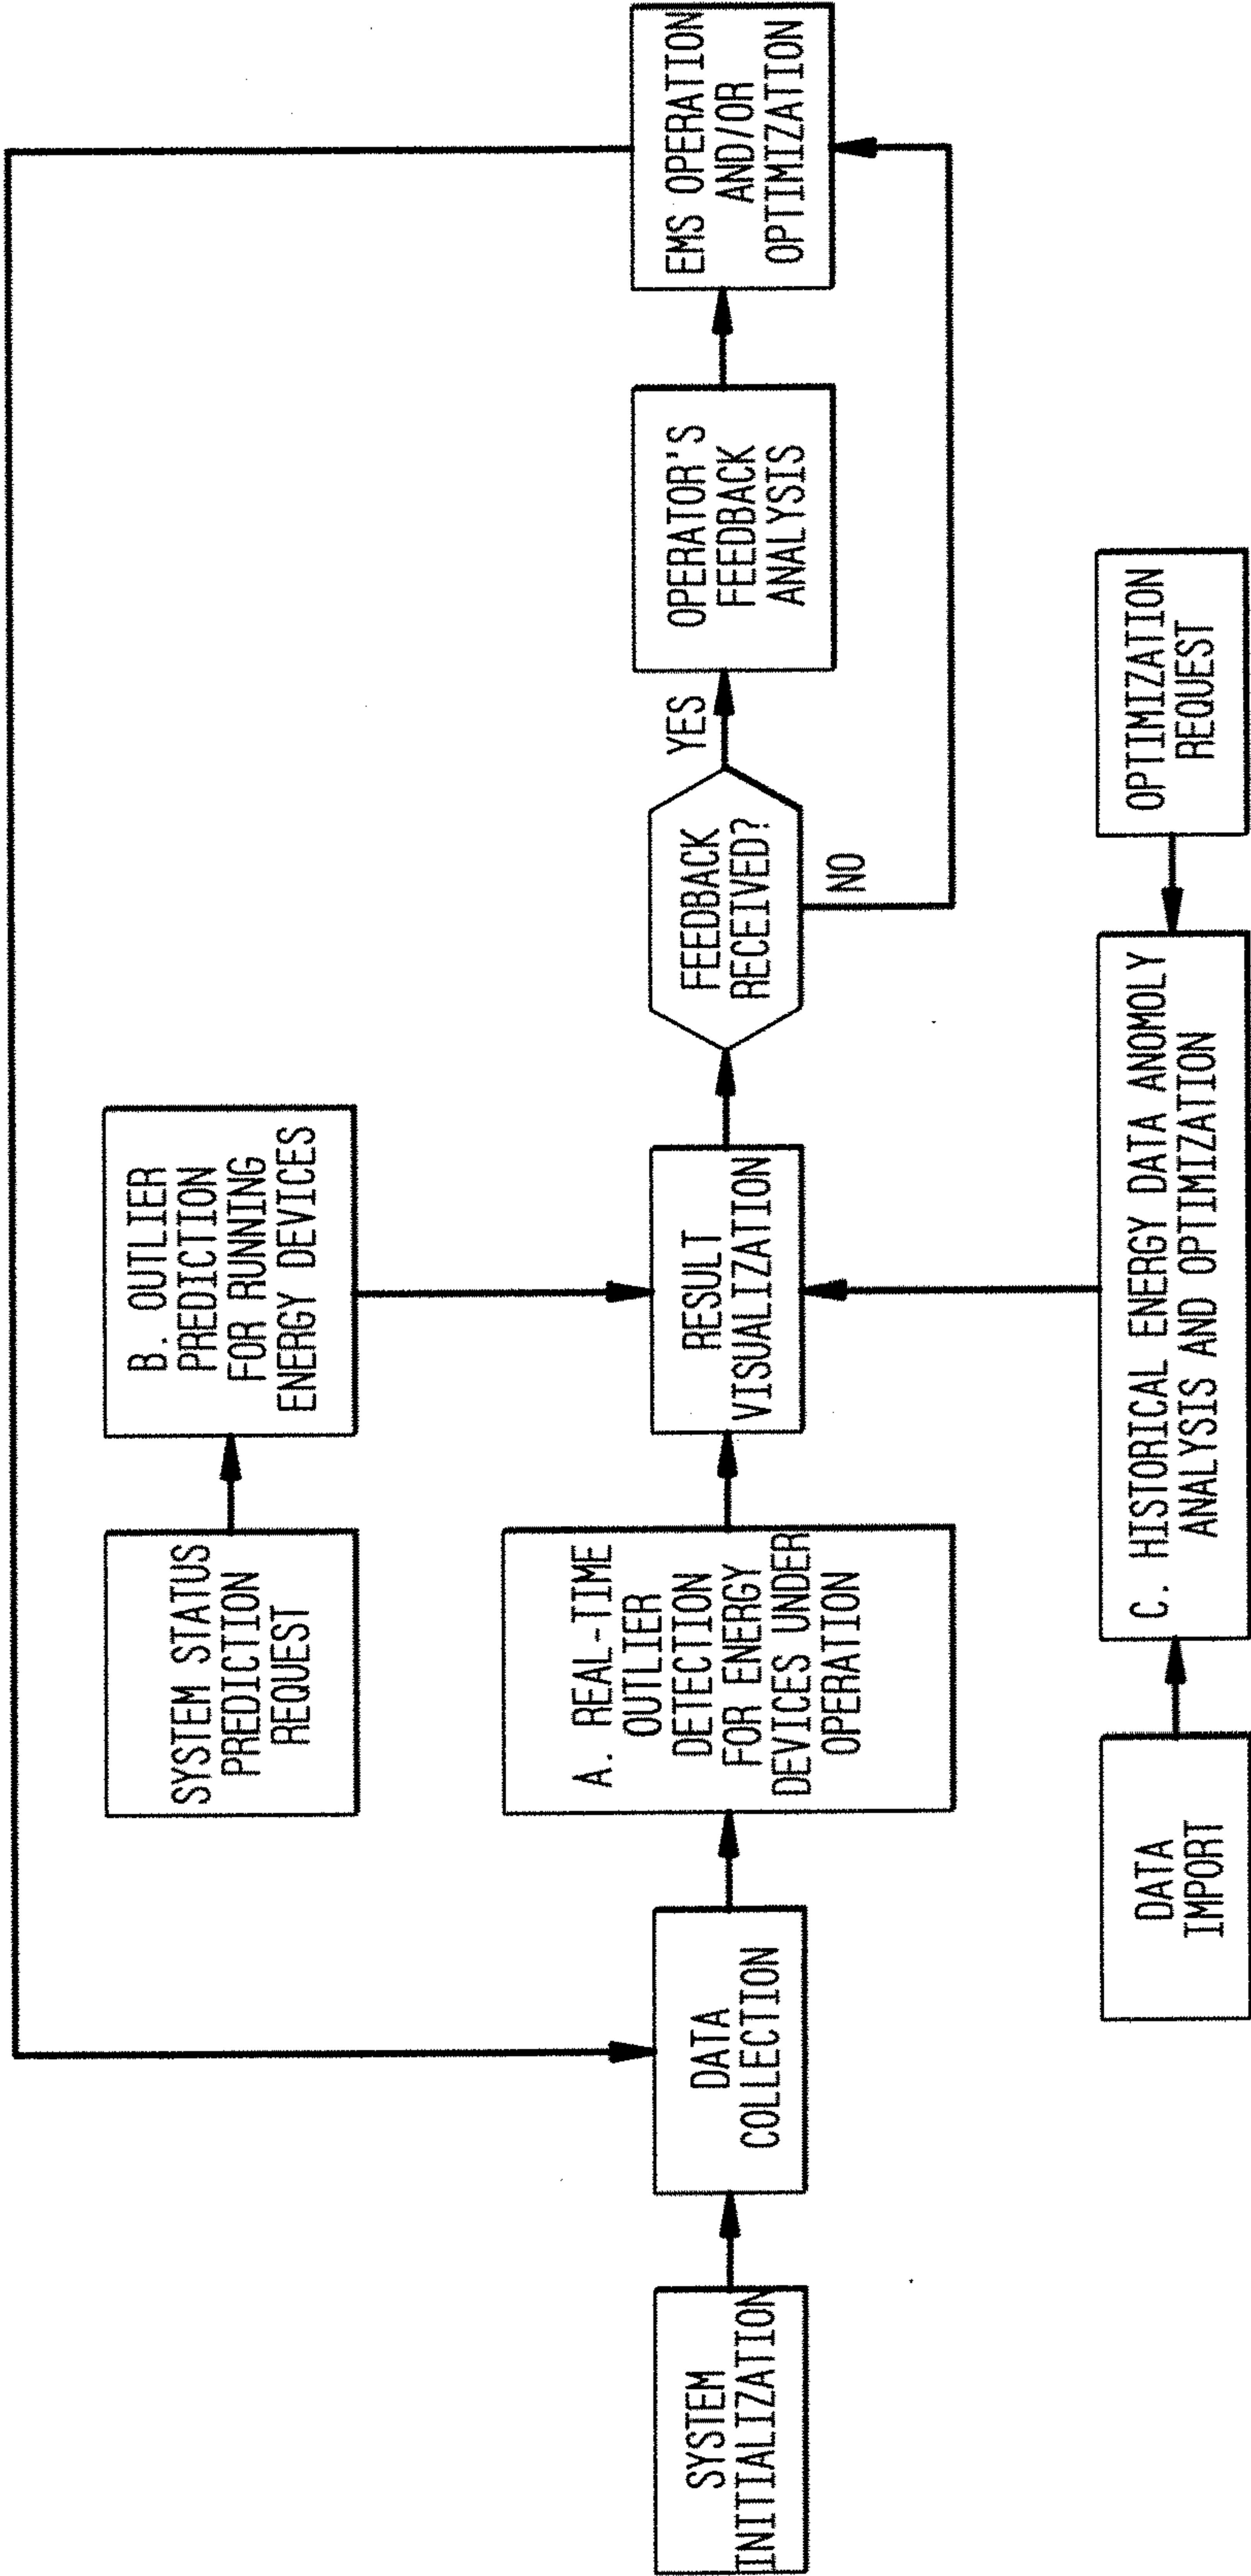 SYSTEM
INITIALIZATION
DATA
COLLECTION
A. REAL-TIME
OUTLIER
DETECTION
FOR ENERGY
DEVICES UNDER
OPERATION
SYSTEM STATUS
PREDICTION
REQUEST
B. OUTLIER
PREDICTION
FOR RUNNING
ENERGY DEVICES
RESULT
VISUALIZATION
FEEDBACK
RECEIVED?
YES
NO
OPERATOR'S
FEEDBACK
ANALYSIS
EMS OPERATION
AND/OR
OPTIMIZATION
DATA
IMPORT
C. HISTORICAL ENERGY DATA ANOMOLY
ANALYSIS AND OPTIMIZATION
OPTIMIZATION
REQUEST